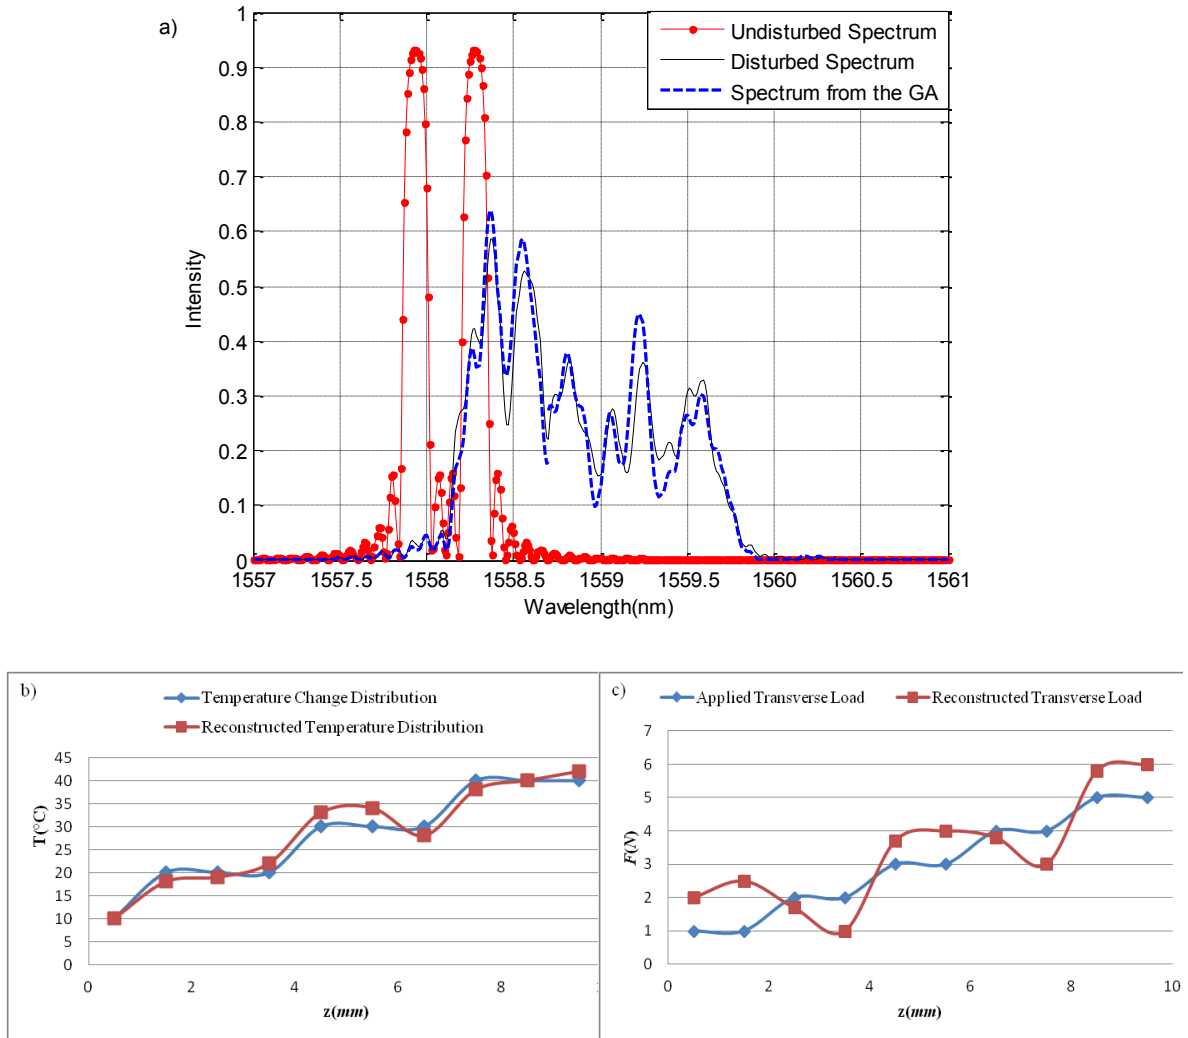 a)
Undisturbed Spectrum
Disturbed Spectrum
Spectrum from the GA
1
0.9
0.8
0.7
0.6
0.5
0.4
0.3
0.2
0.1
0
Intensity
1557 1557.5 1558 1558.5 1559 1559.5 1560 1560.5 1561
Wavelength(nm)
b)
Temperature Change Distribution
Reconstructed Temperature Distribution
45
40
35
30
25
20
15
10
5
0
T(°C)
0 2 4 6 8
z(mm)
c)
Applied Transverse Load
Reconstructed Transverse Load
7
6
5
4
3
2
1
0
F(N)
0 2 4 6 8 10
z(mm)